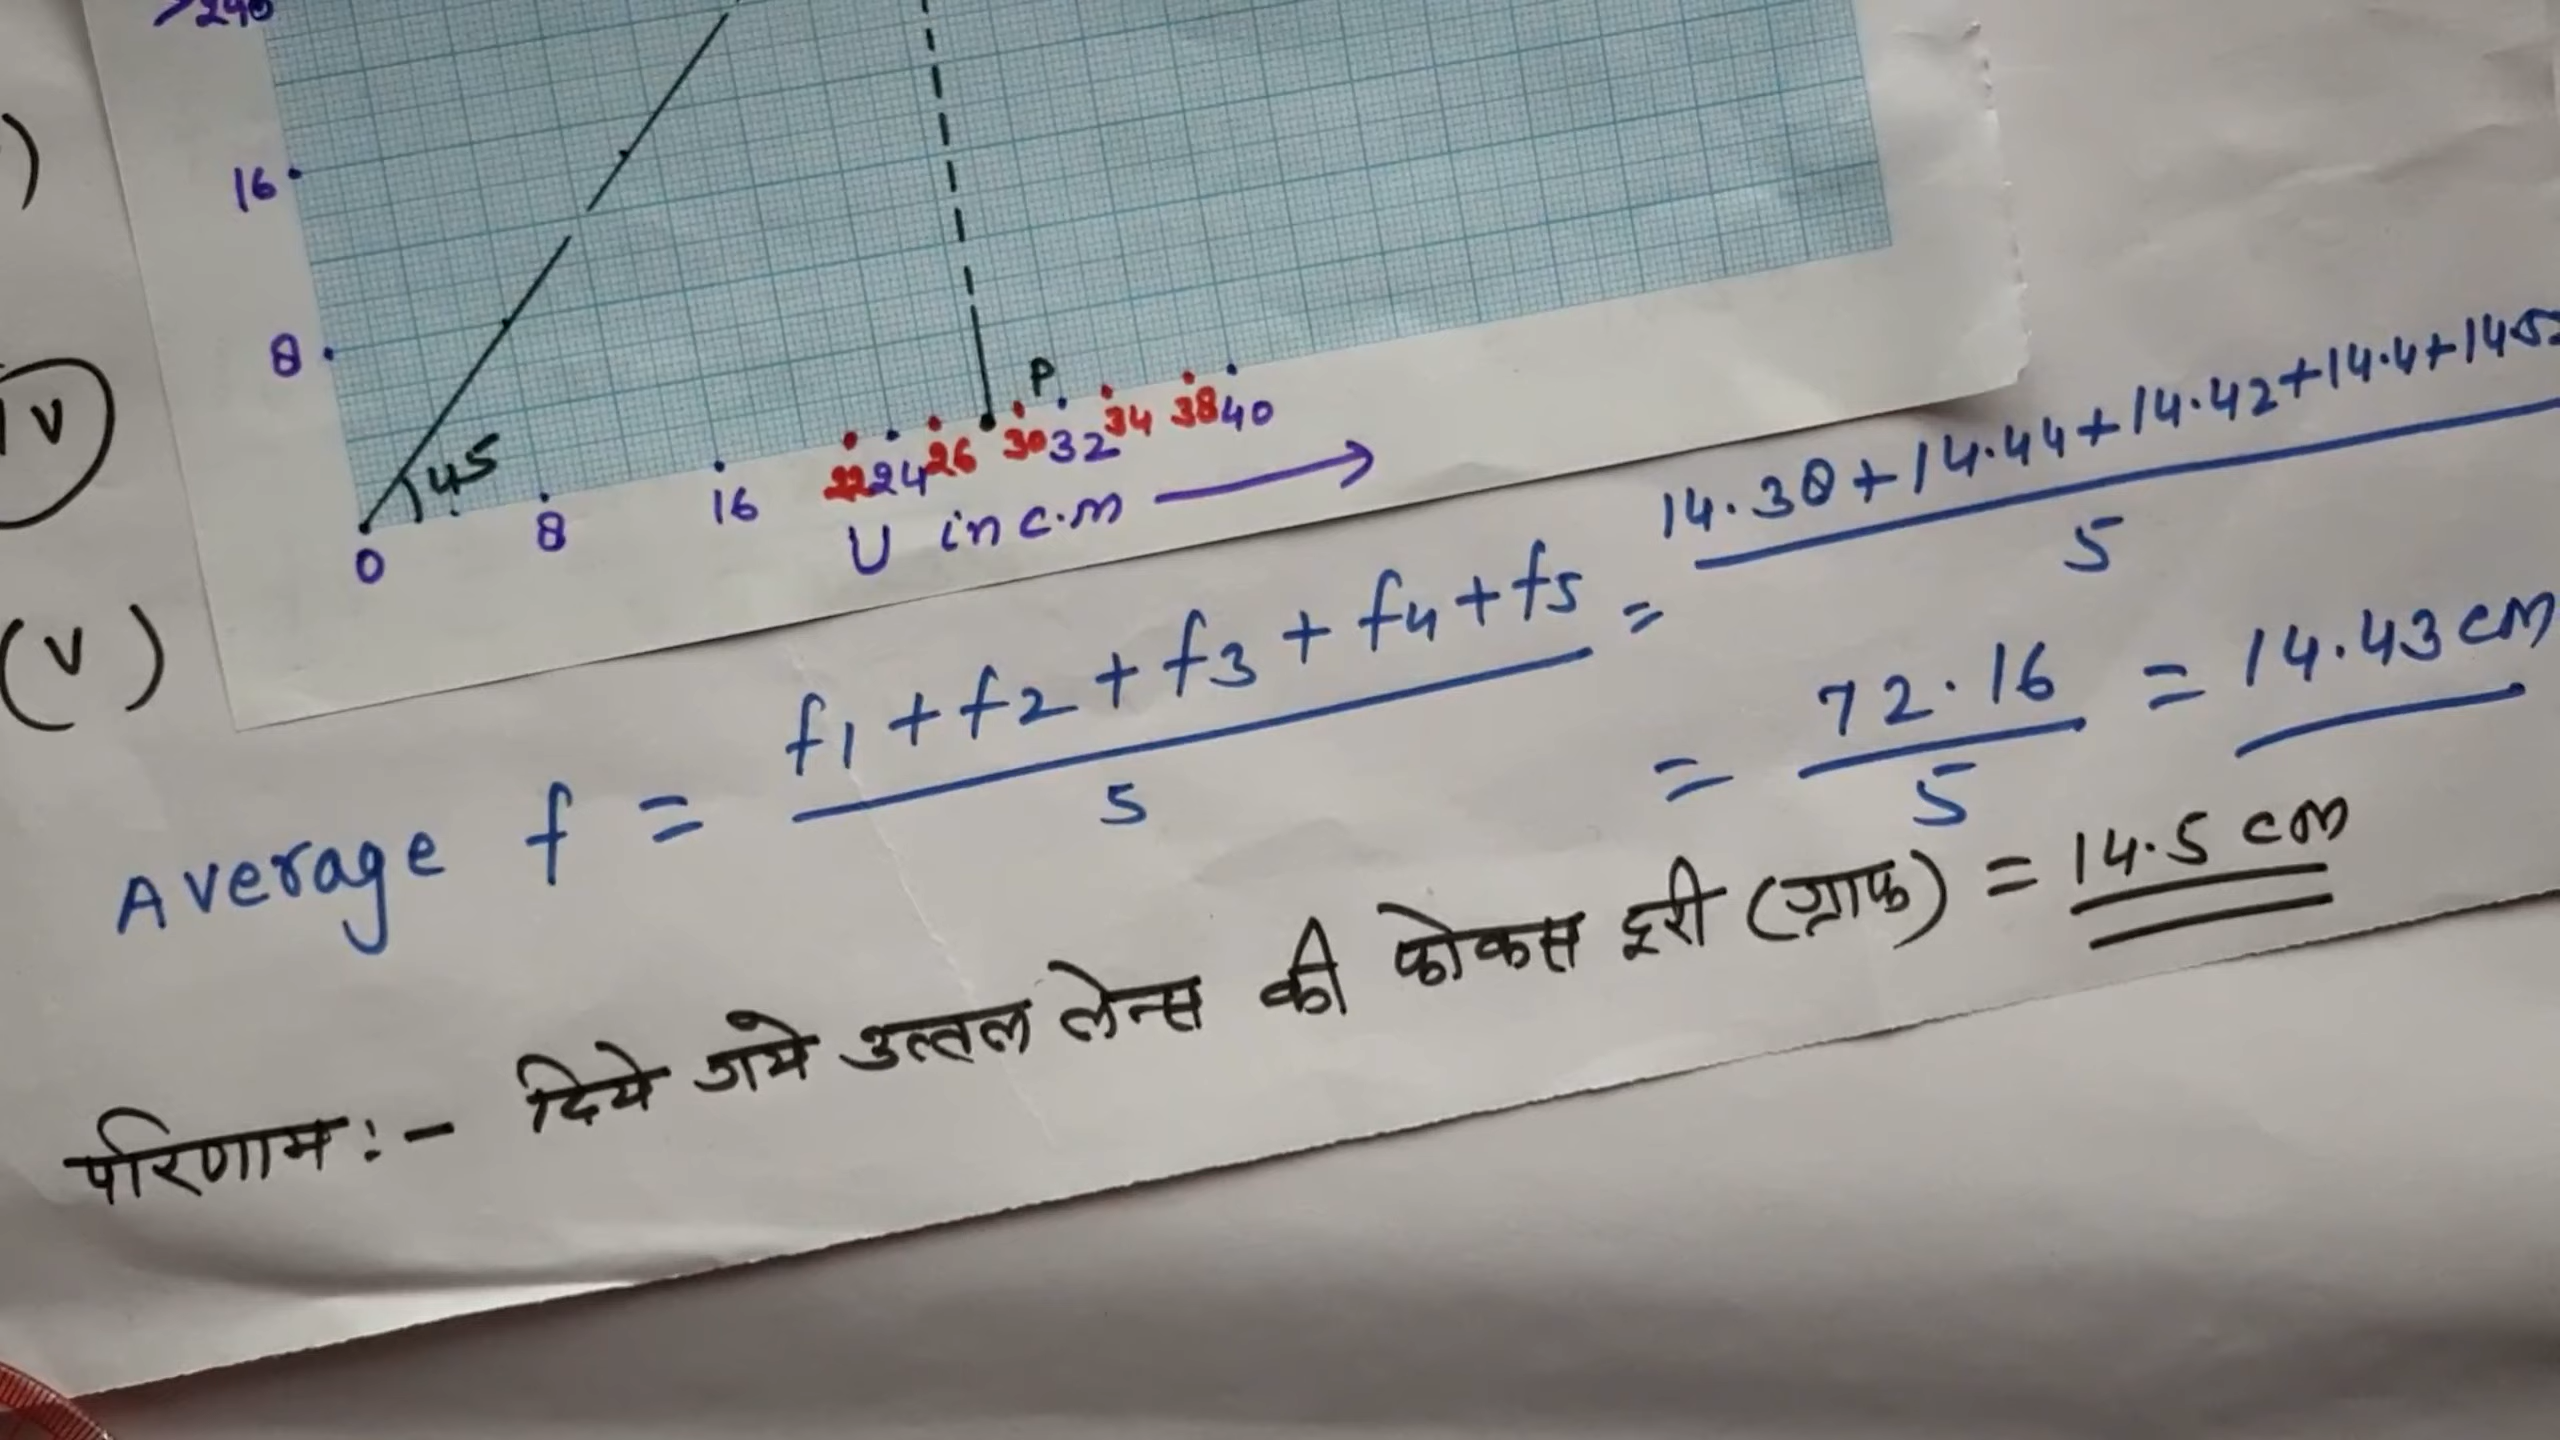 16
8
45
P
22 24 26 30 32 34 38 40
0 8 16
U in c.m →
(V)
Average f = f1 + f2 + f3 + f4 + f5 / 5 = 14.38 + 14.44 + 14.42 + 14.4 + 14.52 / 5
= 72.16 / 5 = 14.43 cm
परिणाम :- दिये गये उत्तल लेन्स की फोकस दूरी (ग्राफ) = 14.5 cm